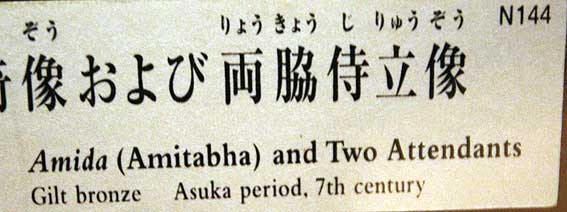 ぞう りょう きょう じ りゅう ぞう N144
像および両脇侍立像
Amida (Amitabha) and Two Attendants
Gilt bronze Asuka period, 7th century